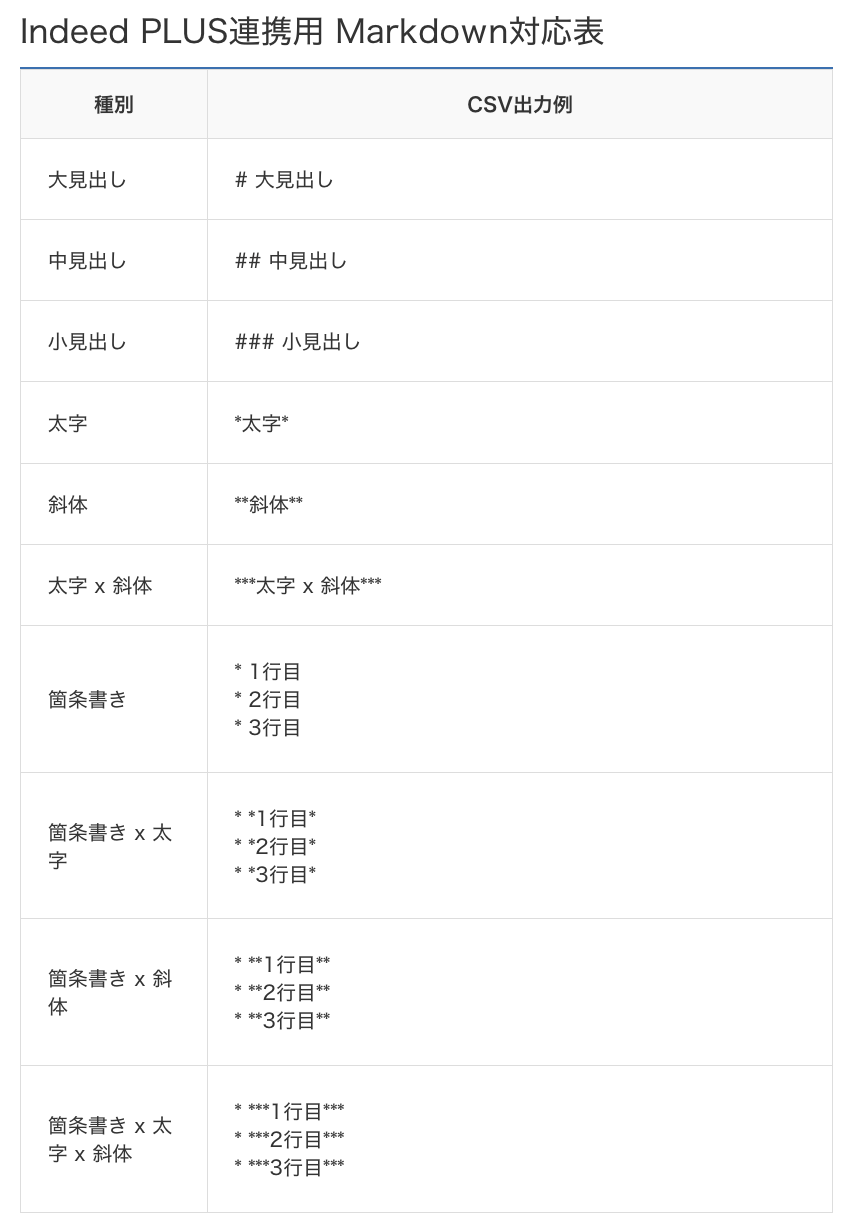 Indeed PLUS連携用 Markdown対応表
種別
CSV出力例
大見出し
# 大見出し
中見出し
## 中見出し
小見出し
### 小見出し
太字
*太字*
斜体
**斜体**
太字 x 斜体
***太字 x 斜体***
箇条書き
* 1行目
* 2行目
* 3行目
箇条書き x 太
字
* *1行目*
* *2行目*
* *3行目*
箇条書き x 斜
体
* **1行目**
* **2行目**
* **3行目**
箇条書き x 太
字 x 斜体
* ***1行目***
* ***2行目***
* ***3行目***